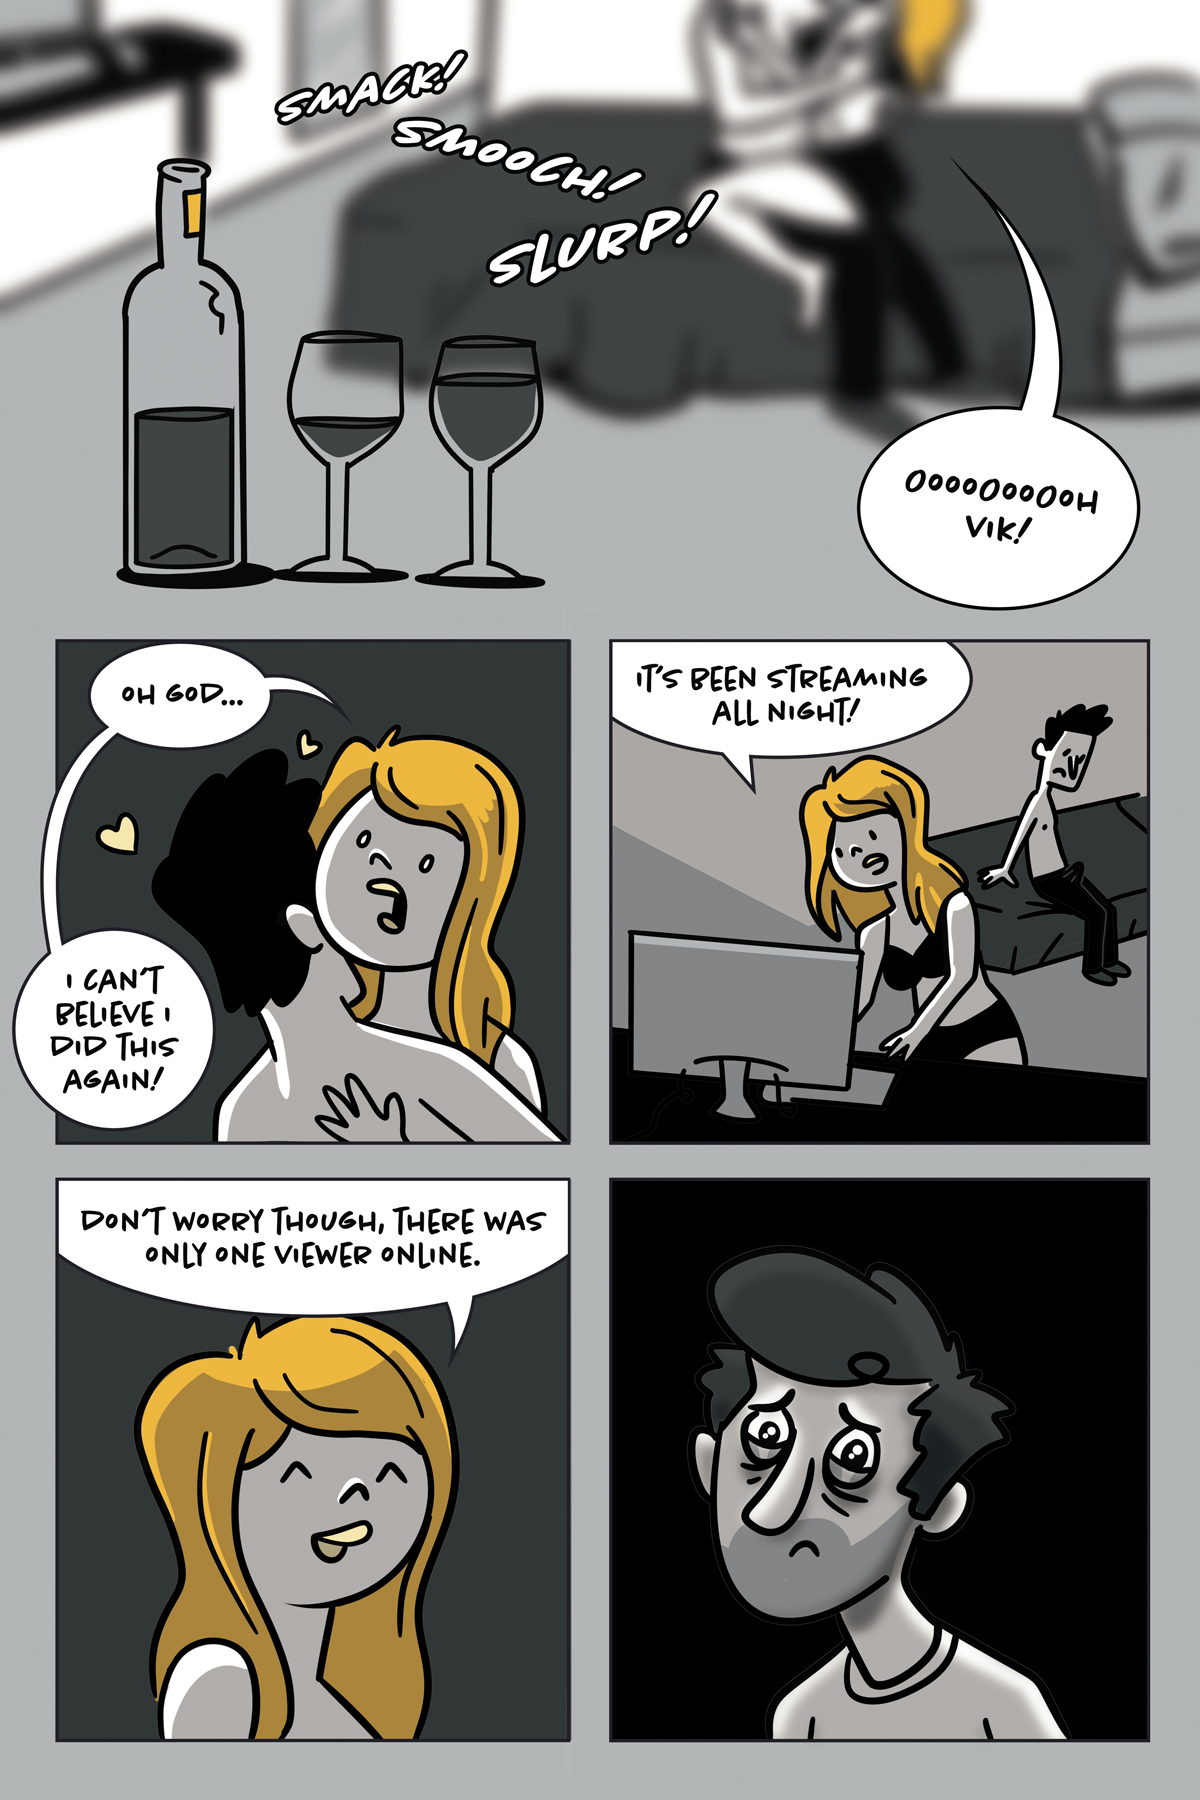 SMACK!
SMOOCH!
SLURP!
OOOOOOOOOH
VIK!
OH GOD...
I CAN'T
BELIEVE I
DID THIS
AGAIN!
IT'S BEEN STREAMING
ALL NIGHT!
DON'T WORRY THOUGH, THERE WAS
ONLY ONE VIEWER ONLINE.